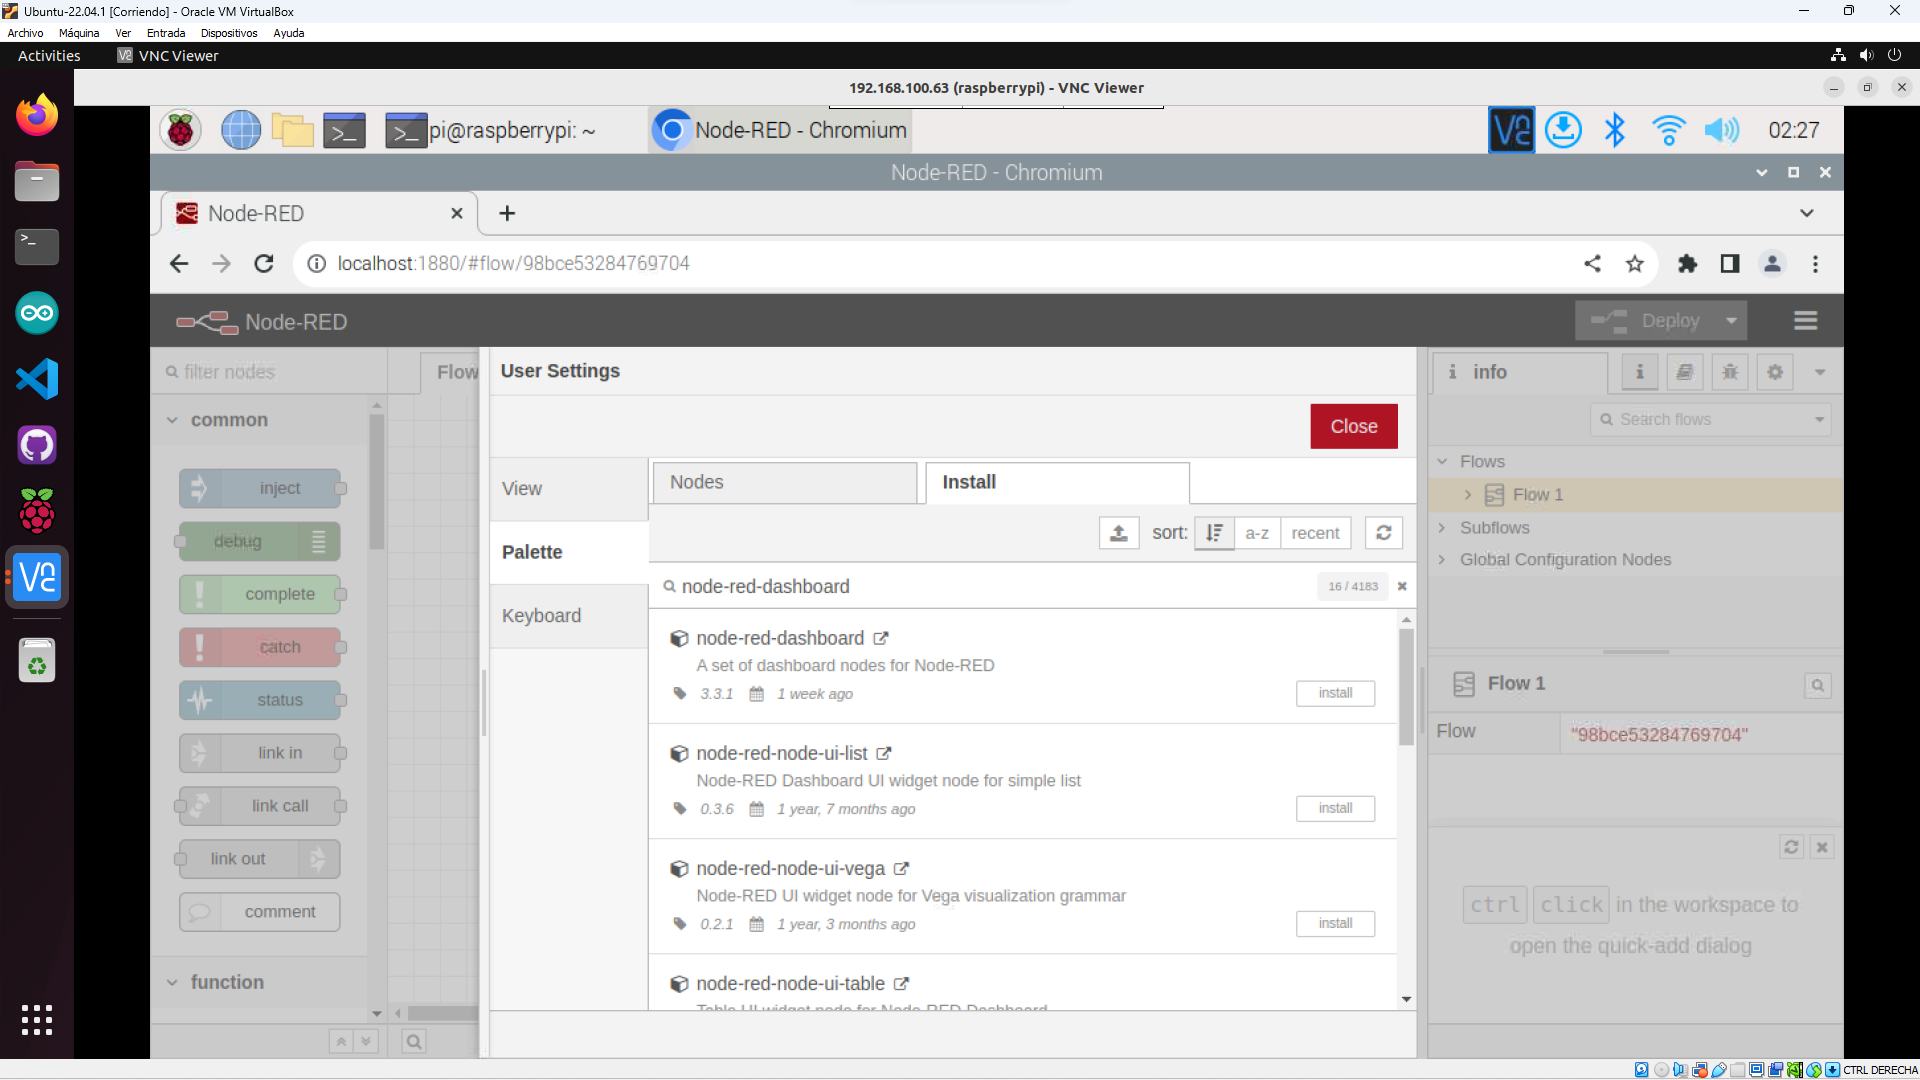 Ubuntu-22.04.1 [Corriendo] - Oracle VM VirtualBox
Archivo Máquina Ver Entrada Dispositivos Ayuda
Activities VNC Viewer
192.168.100.63 (raspberrypi) - VNC Viewer
pi@raspberrypi: ~ Node-RED - Chromium 02:27
Node-RED - Chromium
Node-RED
localhost:1880/#flow/98bce53284769704
Node-RED Deploy
filter nodes
Flow
User Settings
info
common
Close
Search flows
View
Nodes
Install
Flows
inject
Flow 1
debug
Palette
sort: a-z recent
Subflows
Global Configuration Nodes
complete
node-red-dashboard 16 / 4183
Keyboard
catch
node-red-dashboard
A set of dashboard nodes for Node-RED
3.3.1 1 week ago install
status
Flow 1
Flow "98bce53284769704"
link in
node-red-node-ui-list
Node-RED Dashboard UI widget node for simple list
0.3.6 1 year, 7 months ago install
link call
link out
node-red-node-ui-vega
Node-RED UI widget node for Vega visualization grammar
0.2.1 1 year, 3 months ago install
comment
ctrl click in the workspace to
open the quick-add dialog
function
node-red-node-ui-table
Table UI widget node for Node-RED Dashboard
CTRL DERECHA